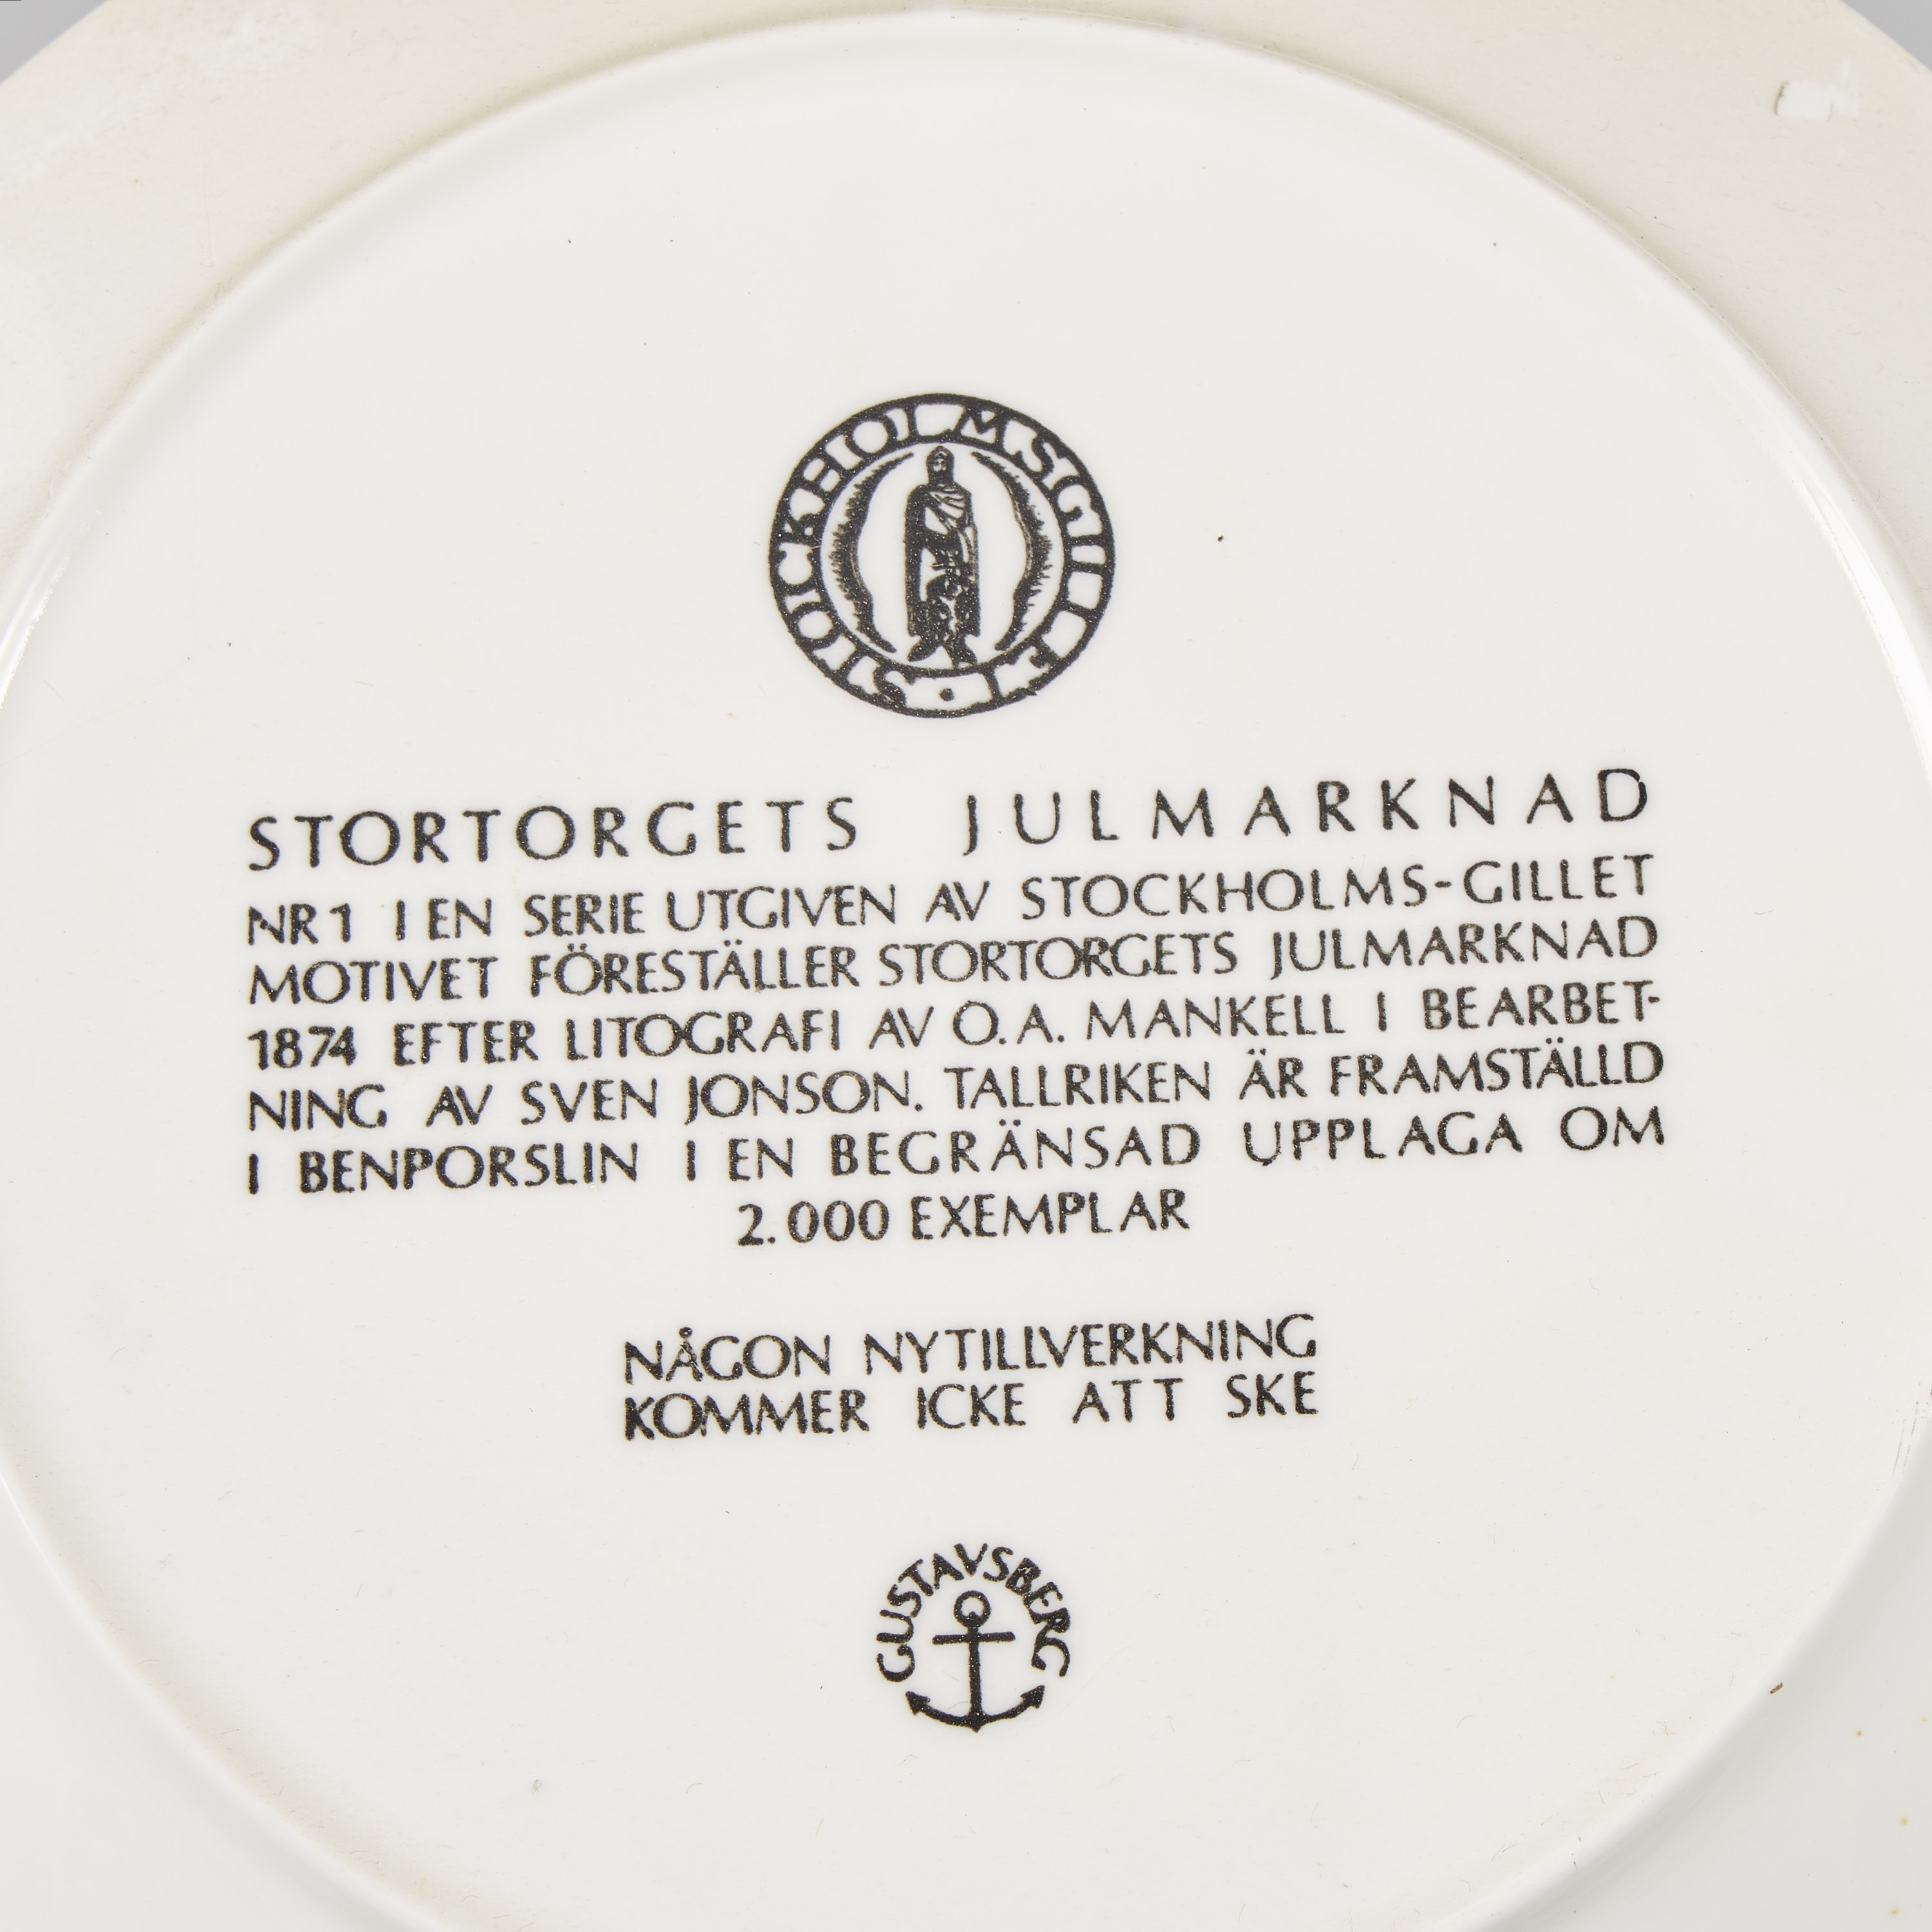 STOCKHOLMSGILLET
STORTORGETS JULMARKNAD
NR 1 I EN SERIE UTGIVEN AV STOCKHOLMS-GILLET
MOTIVET FÖRESTÄLLER STORTORGETS JULMARKNAD
1874 EFTER LITOGRAFI AV O.A. MANKELL I BEARBET-
NING AV SVEN JONSON. TALLRIKEN ÄR FRAMSTÄLLD
I BENPORSLIN I EN BEGRÄNSAD UPPLAGA OM
2.000 EXEMPLAR
NÅGON NYTILLVERKNING
KOMMER ICKE ATT SKE
GUSTAVSBERG